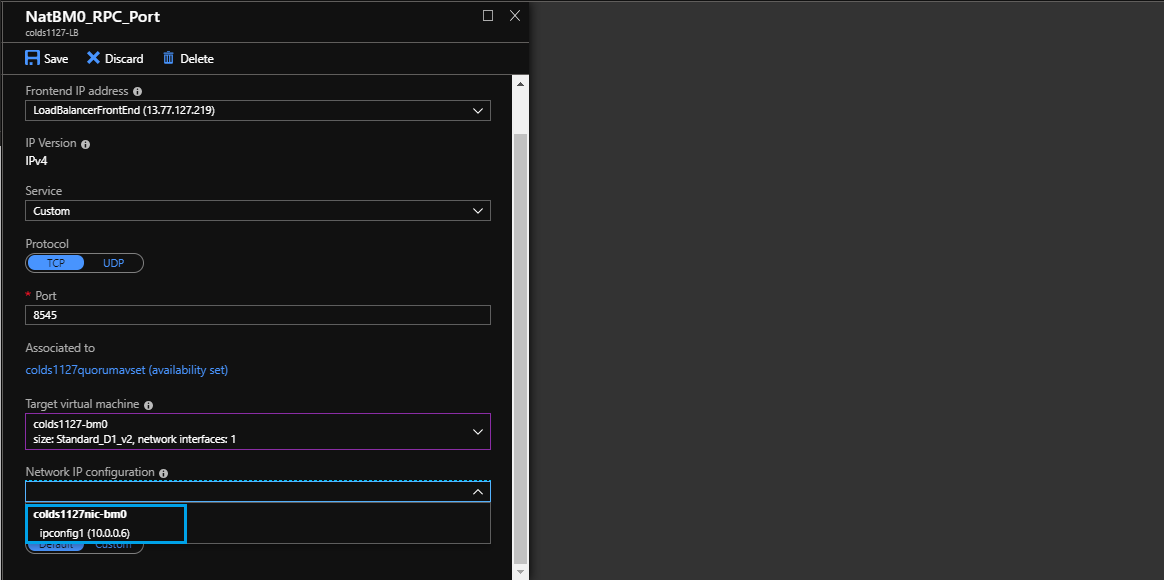 NatBM0_RPC_Port
colds1127-LB
Save Discard Delete
Frontend IP address
LoadBalancerFrontEnd (13.77.127.219)
IP Version
IPv4
Service
Custom
Protocol
TCP UDP
* Port
8545
Associated to
colds1127quorumavset (availability set)
Target virtual machine
colds1127-bm0
size: Standard_D1_v2, network interfaces: 1
Network IP configuration
colds1127nic-bm0
ipconfig1 (10.0.0.6)
Default Custom